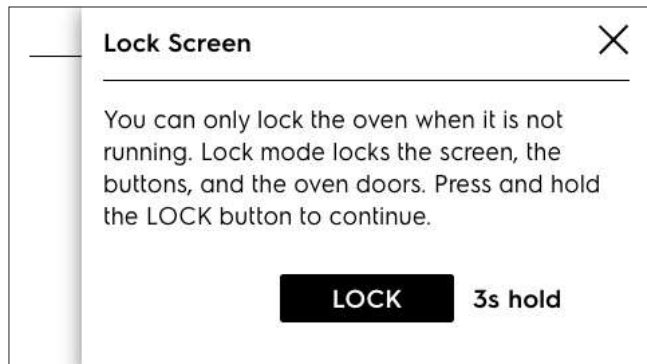 Lock Screen
You can only lock the oven when it is not
running. Lock mode locks the screen, the
buttons, and the oven doors. Press and hold
the LOCK button to continue.
LOCK 3s hold